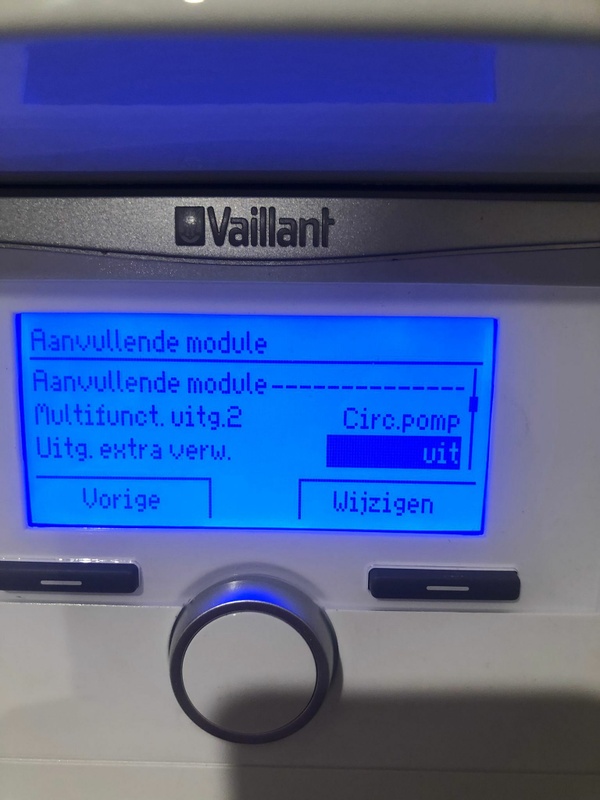 Vaillant
Aanvullende module
Aanvullende module--------------
Multifunct. uitg.2 Circ.pomp
Uitg. extra verw. uit
Vorige Wijzigen